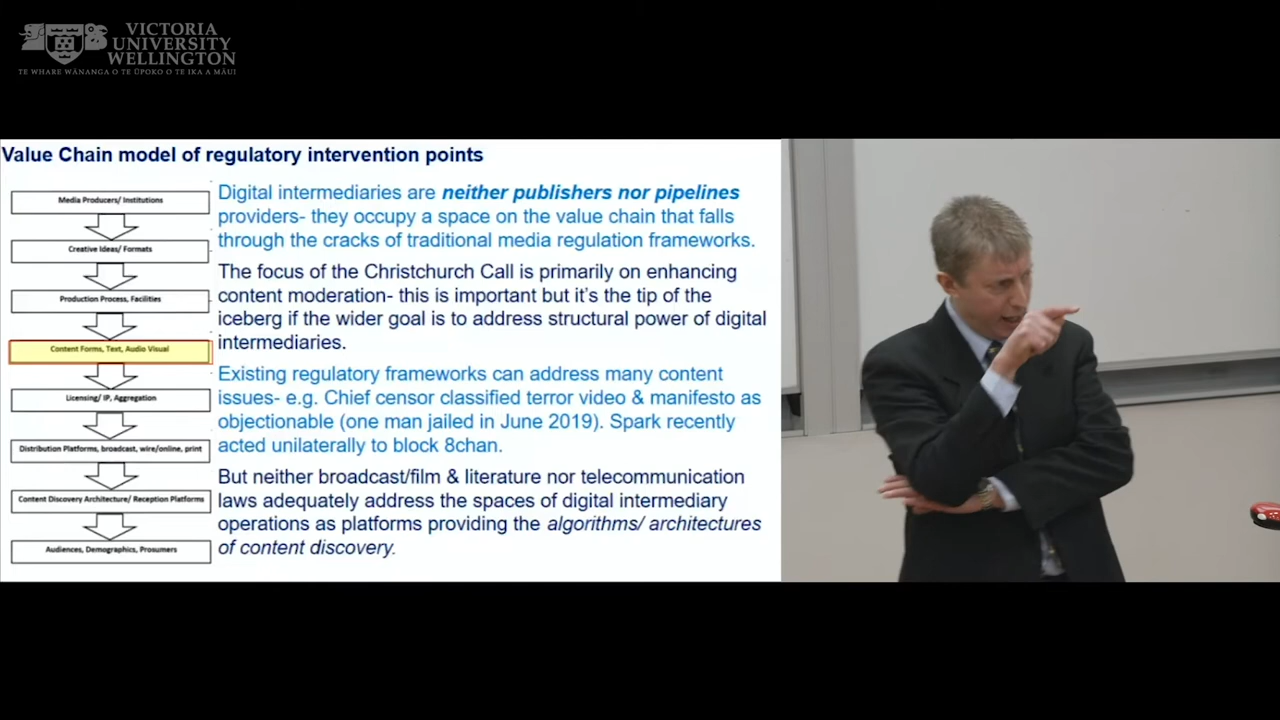 VICTORIA
UNIVERSITY
WELLINGTON
TE WHARE WĀNANGA O TE ŪPOKO O TE IKA A MĀUI
Value Chain model of regulatory intervention points
Media Producers/ Institutions
Creative Ideas/ Formats
Production Process, Facilities
Content Forms, Text, Audio Visual
Licensing/ IP, Aggregation
Distribution Platforms, broadcast, wire/online, print
Content Discovery Architecture/ Reception Platforms
Audiences, Demographics, Prosumers
Digital intermediaries are neither publishers nor pipelines
providers- they occupy a space on the value chain that falls
through the cracks of traditional media regulation frameworks.
The focus of the Christchurch Call is primarily on enhancing
content moderation- this is important but it's the tip of the
iceberg if the wider goal is to address structural power of digital
intermediaries.
Existing regulatory frameworks can address many content
issues- e.g. Chief censor classified terror video & manifesto as
objectionable (one man jailed in June 2019). Spark recently
acted unilaterally to block 8chan.
But neither broadcast/film & literature nor telecommunication
laws adequately address the spaces of digital intermediary
operations as platforms providing the algorithms/ architectures
of content discovery.